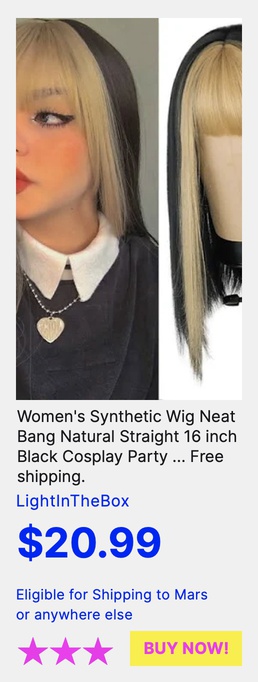 Women's Synthetic Wig Neat
Bang Natural Straight 16 inch
Black Cosplay Party ... Free
shipping.
LightInTheBox
$20.99
Eligible for Shipping to Mars
or anywhere else
BUY NOW!